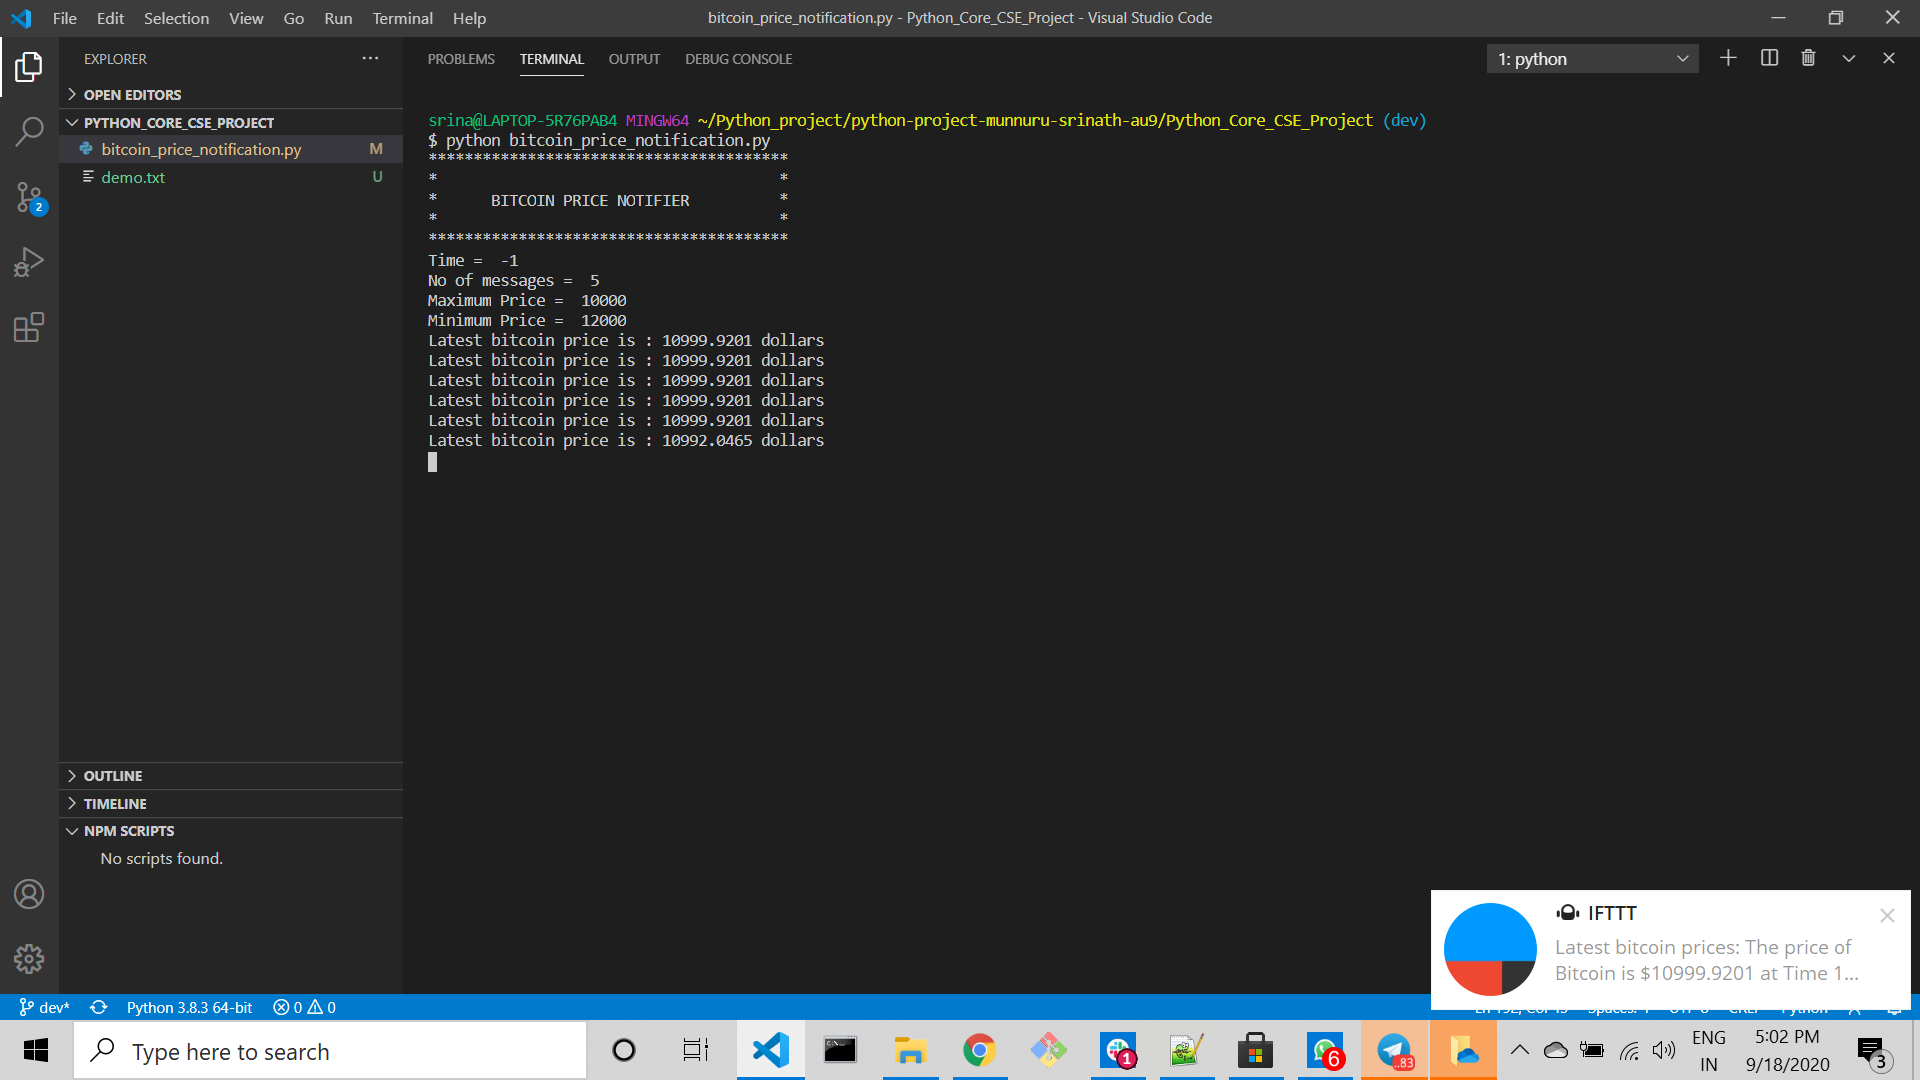 File Edit Selection View Go Run Terminal Help
bitcoin_price_notification.py - Python_Core_CSE_Project - Visual Studio Code
EXPLORER
OPEN EDITORS
PYTHON_CORE_CSE_PROJECT
bitcoin_price_notification.py M
demo.txt U
2
OUTLINE
TIMELINE
NPM SCRIPTS
No scripts found.
PROBLEMS TERMINAL OUTPUT DEBUG CONSOLE
1: python
srina@LAPTOP-5R76PAB4 MINGW64 ~/Python_project/python-project-munnuru-srinath-au9/Python_Core_CSE_Project (dev)
$ python bitcoin_price_notification.py
****************************************
* *
* BITCOIN PRICE NOTIFIER *
* *
****************************************
Time = -1
No of messages = 5
Maximum Price = 10000
Minimum Price = 12000
Latest bitcoin price is : 10999.9201 dollars
Latest bitcoin price is : 10999.9201 dollars
Latest bitcoin price is : 10999.9201 dollars
Latest bitcoin price is : 10999.9201 dollars
Latest bitcoin price is : 10999.9201 dollars
Latest bitcoin price is : 10992.0465 dollars
IFTTT
Latest bitcoin prices: The price of
Bitcoin is $10999.9201 at Time 1...
dev* Python 3.8.3 64-bit 0 0
Type here to search
1
6
..83
ENG
IN
5:02 PM
9/18/2020
3